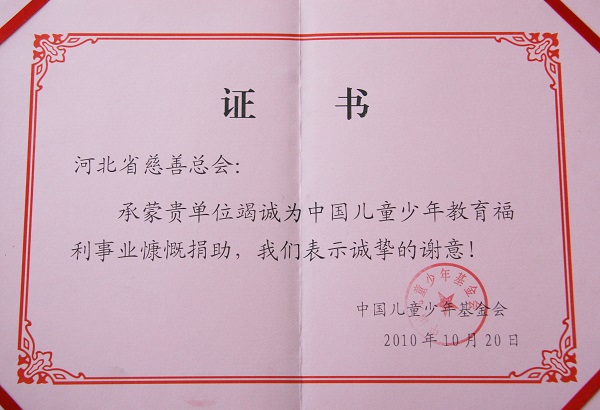 证 书
河北省慈善总会:
承蒙贵单位竭诚为中国儿童少年教育福
利事业慷慨捐助，我们表示诚挚的谢意！
中国儿童少年基金会
2010年10月20日